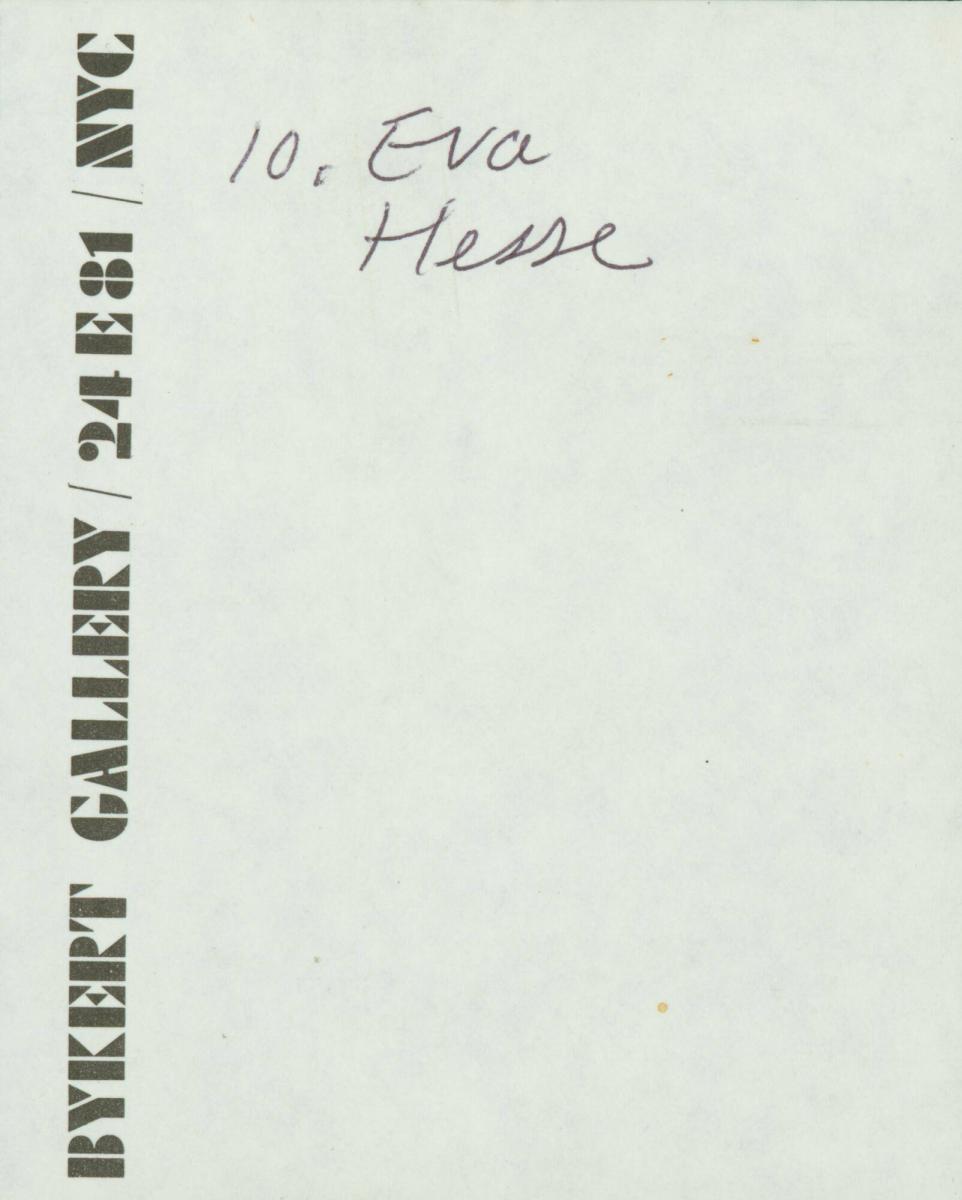 BYKERT GALLERY / 24 E 81 / NYC
10. Eva
Hesse